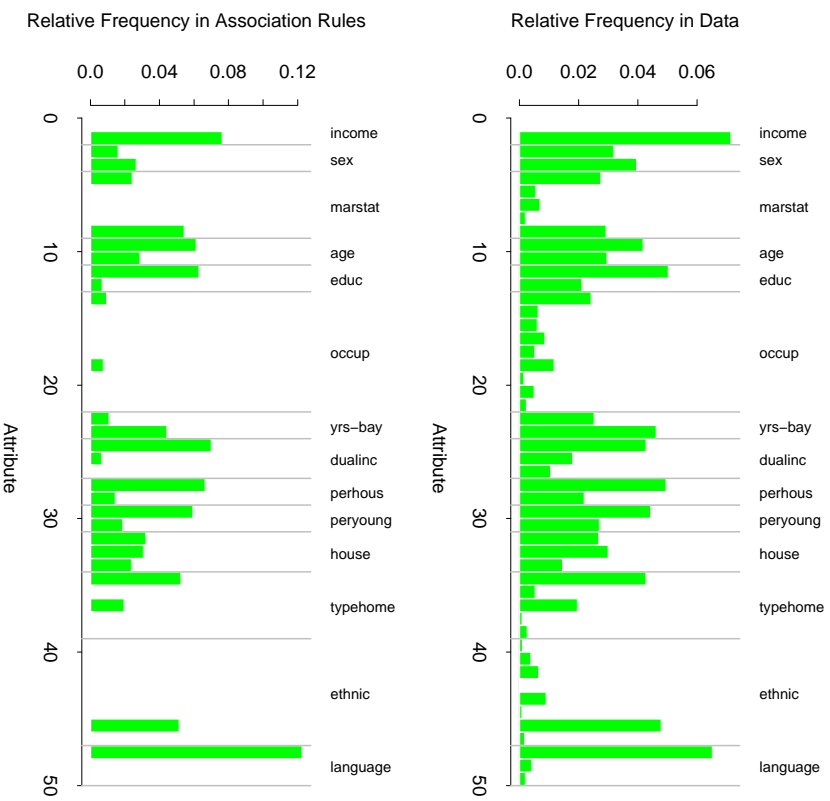 Relative Frequency in Association Rules
0.0 0.04 0.08 0.12
0
10
20
30
40
50
Attribute
income
sex
marstat
age
educ
occup
yrs−bay
dualinc
perhous
peryoung
house
typehome
ethnic
language
Relative Frequency in Data
0.0 0.02 0.04 0.06
0
10
20
30
40
50
Attribute
income
sex
marstat
age
educ
occup
yrs−bay
dualinc
perhous
peryoung
house
typehome
ethnic
language